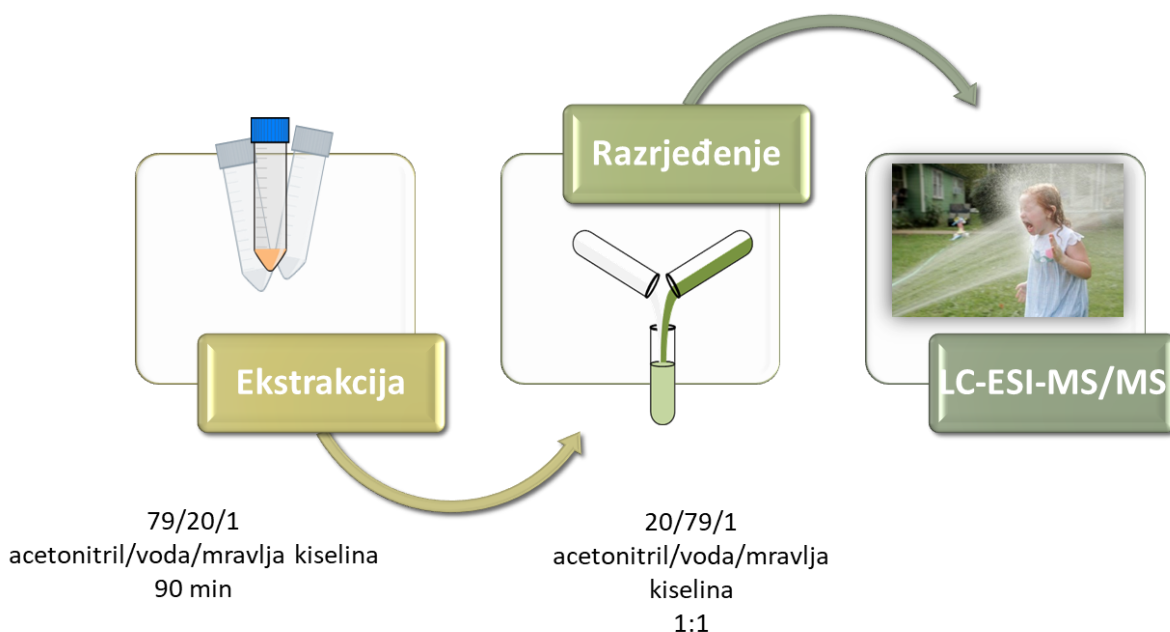 Razrjeđenje
Ekstrakcija
LC-ESI-MS/MS
79/20/1
acetonitril/voda/mravlja kiselina
90 min
20/79/1
acetonitril/voda/mravlja
kiselina
1:1